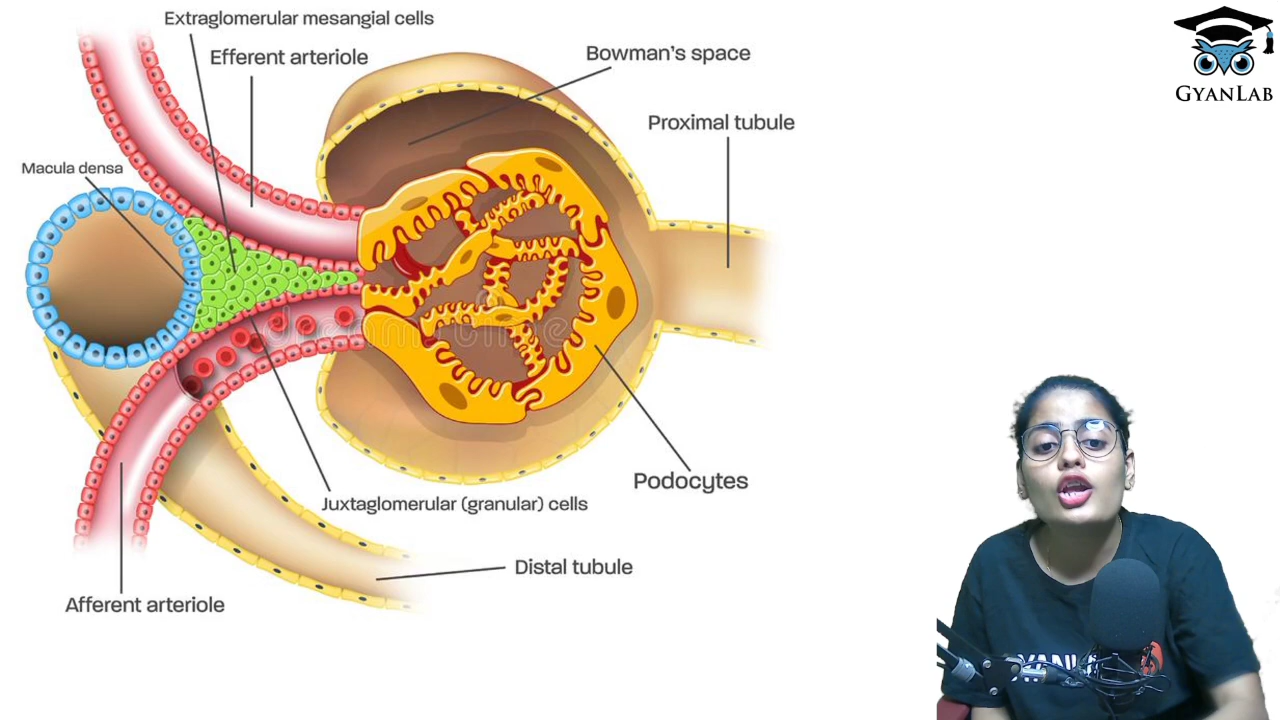 Extraglomerular mesangial cells
Efferent arteriole
Bowman's space
GYANLAB
Proximal tubule
Macula densa
dreamstime
Podocytes
Juxtaglomerular (granular) cells
Distal tubule
Afferent arteriole